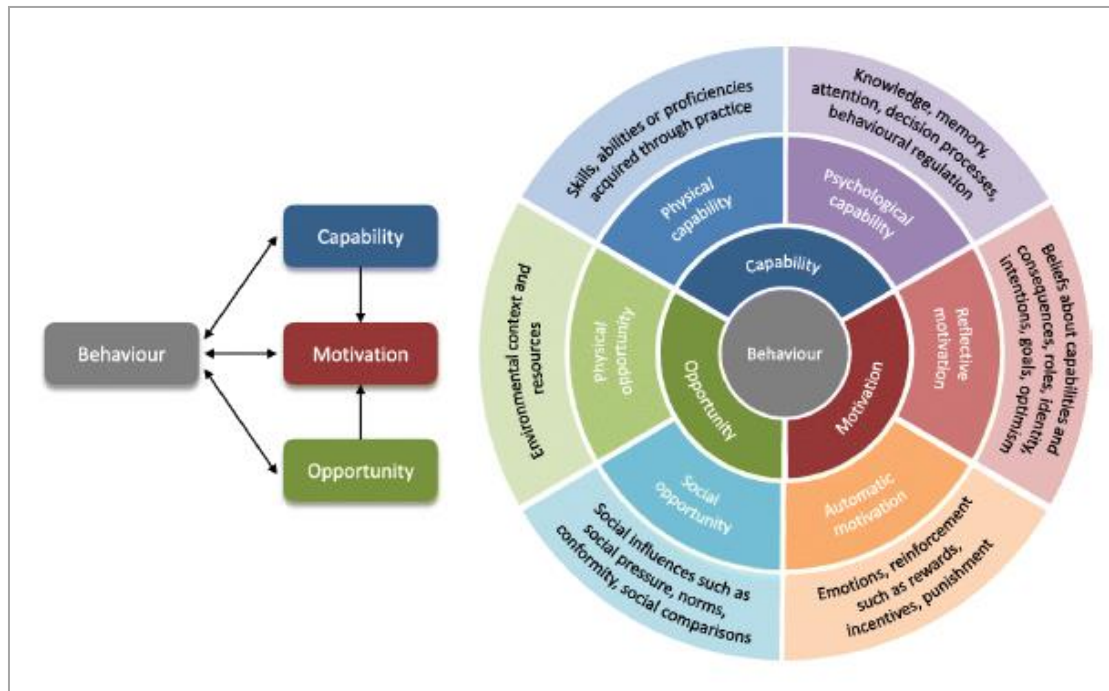 Capability
Behaviour
Motivation
Opportunity
Skills, abilities or proficiencies
acquired through practice
Knowledge, memory,
attention, decision processes,
behavioural regulation
Physical
capability
Psychological
capability
Capability
Environmental context and
resources
Physical
opportunity
Opportunity
Behaviour
Motivation
Reflective
motivation
Beliefs about capabilities and
consequences, roles, identity,
intentions, goals, optimism
Social
opportunity
Automatic
motivation
Social influences such as
social pressure, norms,
conformity, social comparisons
Emotions, reinforcement
such as rewards,
incentives, punishment